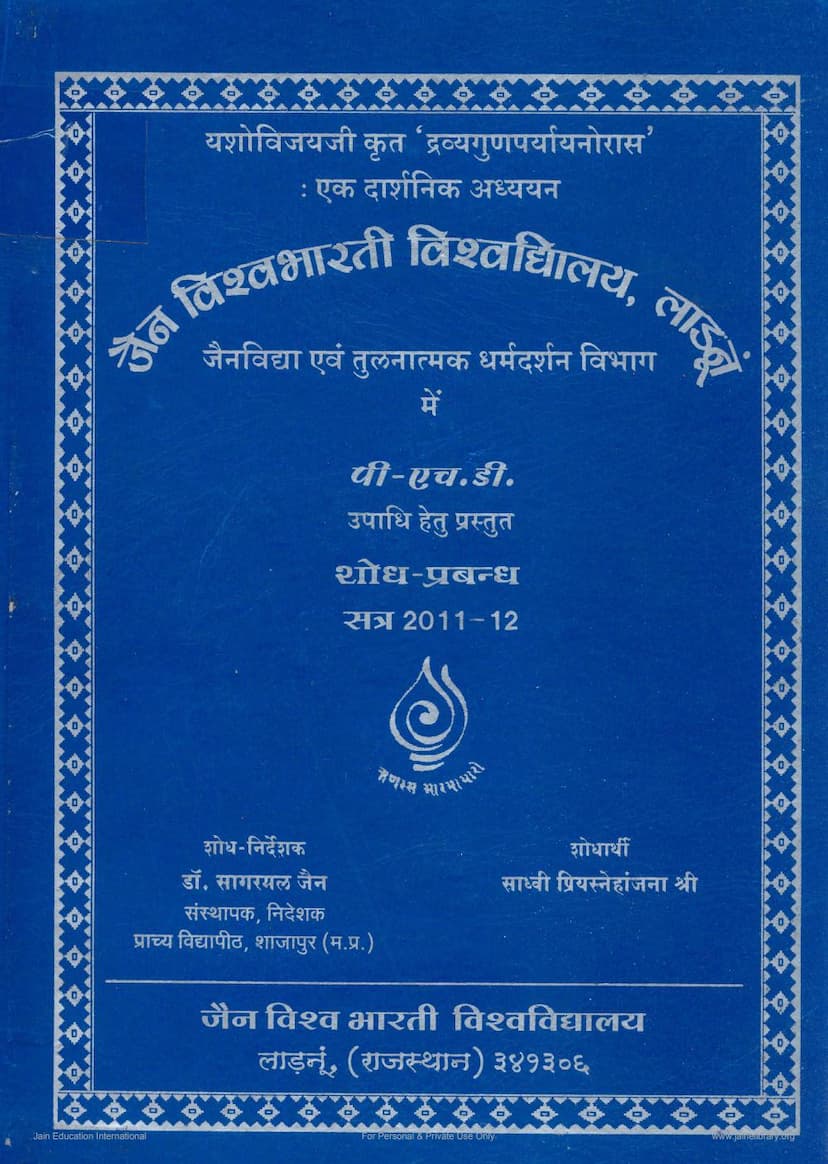 यशोविजयजी कृत ‘द्रव्यगुणपर्यायनोरास’
: एक दार्शनिक अध्ययन
जैन विश्वभारती विश्वद्यिालय, लाडनूं
जैनविद्या एवं तुलनात्मक धर्मदर्शन विभाग
में
पी-एच.डी.
उपाधि हेतु प्रस्तुत
शोध-प्रबन्ध
सत्र 2011-12
सारमायारो
शोध-निर्देशक
डॉ. सागरमल जैन
संस्थापक, निदेशक
प्राच्य विद्यापीठ, शाजापुर (म.प्र.)
शोधार्थी
साध्वी प्रियस्नेहांजना श्री
जैन विश्व भारती विश्वविद्यालय
लाड़नूं, (राजस्थान) ३४१३०६
Jain Education International
For Personal & Private Use Only
www.jainelibrary.org